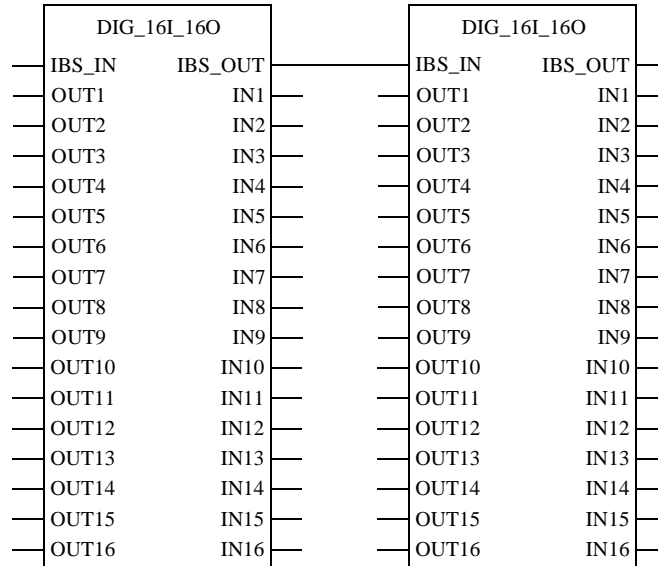 DIG_16I_16O DIG_16I_16O
IBS_IN IBS_OUT IBS_IN IBS_OUT
OUT1 IN1 OUT1 IN1
OUT2 IN2 OUT2 IN2
OUT3 IN3 OUT3 IN3
OUT4 IN4 OUT4 IN4
OUT5 IN5 OUT5 IN5
OUT6 IN6 OUT6 IN6
OUT7 IN7 OUT7 IN7
OUT8 IN8 OUT8 IN8
OUT9 IN9 OUT9 IN9
OUT10 IN10 OUT10 IN10
OUT11 IN11 OUT11 IN11
OUT12 IN12 OUT12 IN12
OUT13 IN13 OUT13 IN13
OUT14 IN14 OUT14 IN14
OUT15 IN15 OUT15 IN15
OUT16 IN16 OUT16 IN16